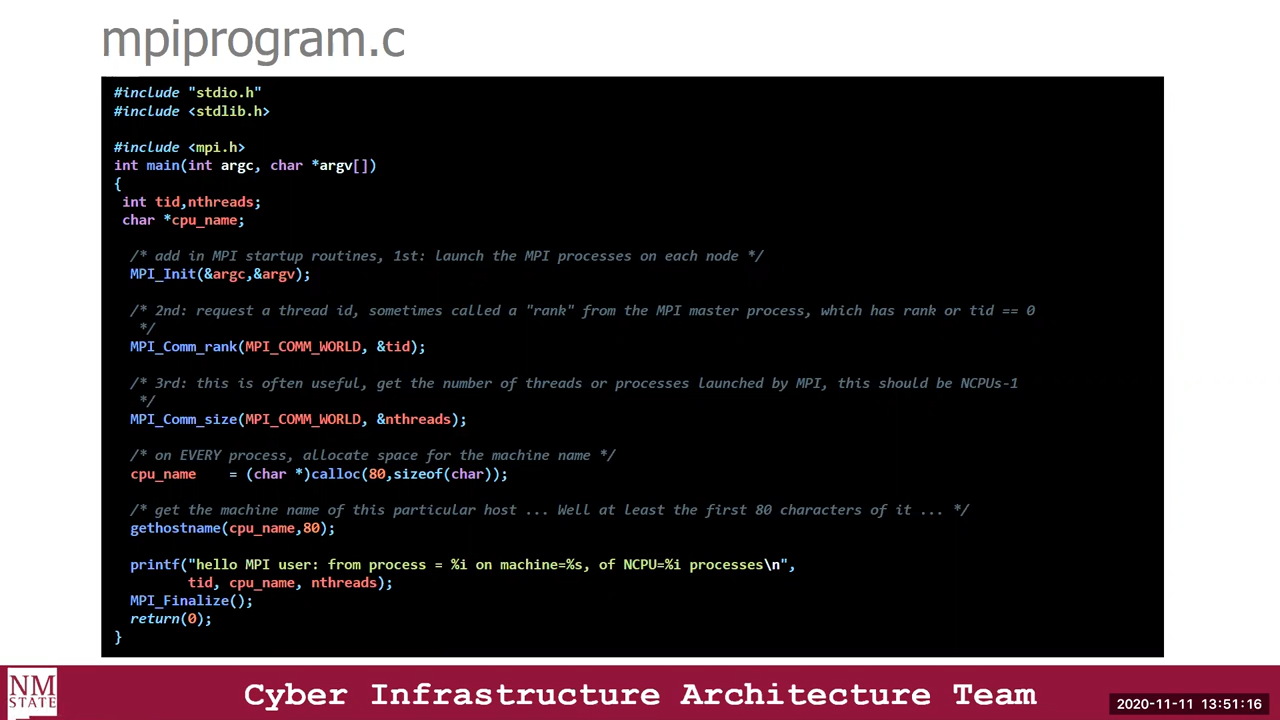 mpiprogram.c
#include "stdio.h"
#include <stdlib.h>
#include <mpi.h>
int main(int argc, char *argv[])
{
int tid,nthreads;
char *cpu_name;
/* add in MPI startup routines, 1st: launch the MPI processes on each node */
MPI_Init(&argc,&argv);
/* 2nd: request a thread id, sometimes called a "rank" from the MPI master process, which has rank or tid == 0
*/
MPI_Comm_rank(MPI_COMM_WORLD, &tid);
/* 3rd: this is often useful, get the number of threads or processes launched by MPI, this should be NCPUs-1
*/
MPI_Comm_size(MPI_COMM_WORLD, &nthreads);
/* on EVERY process, allocate space for the machine name */
cpu_name    = (char *)calloc(80,sizeof(char));
/* get the machine name of this particular host ... Well at least the first 80 characters of it ... */
gethostname(cpu_name,80);
printf("hello MPI user: from process = %i on machine=%s, of NCPU=%i processes\n",
tid, cpu_name, nthreads);
MPI_Finalize();
return(0);
}
NM
STATE
Cyber Infrastructure Architecture Team
2020-11-11 13:51:16